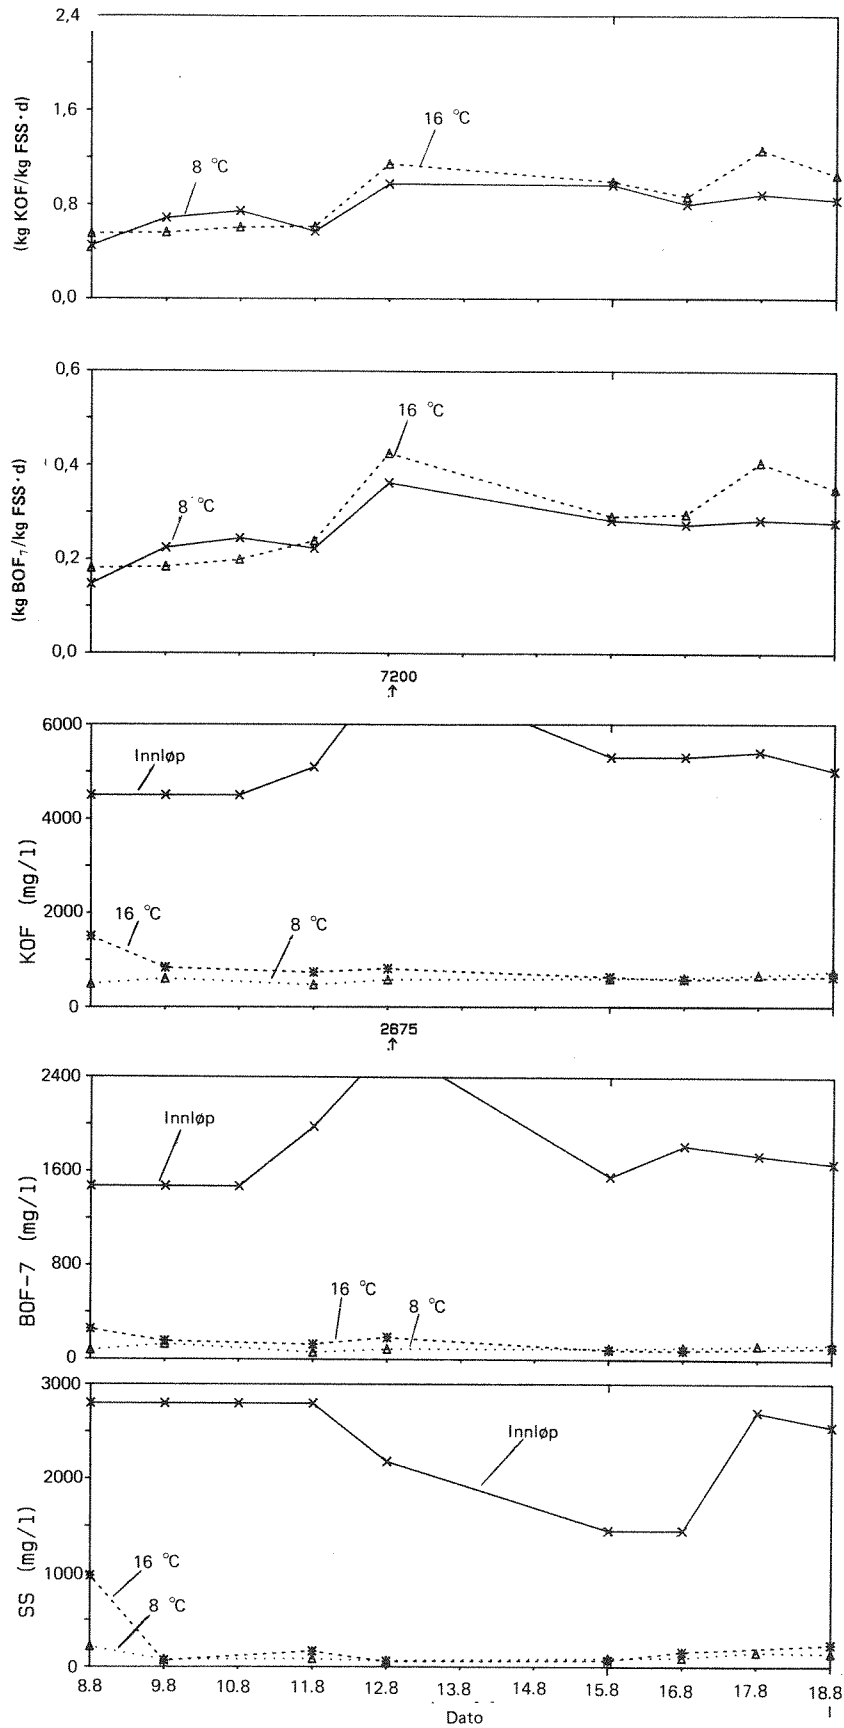 2,4
1,6
0,8
0,0
(kg KOF/kg FSS·d)
8 °C
16 °C
0,6
0,4
0,2
0,0
(kg BOF₇/kg FSS·d)
8 °C
16 °C
7200
↑
6000
4000
2000
0
KOF (mg/l)
Innløp
16 °C
8 °C
2675
↑
2400
1600
800
0
BOF-7 (mg/l)
Innløp
16 °C
8 °C
3000
2000
1000
0
SS (mg/l)
Innløp
16 °C
8 °C
8.8 9.8 10.8 11.8 12.8 13.8 14.8 15.8 16.8 17.8 18.8
Dato